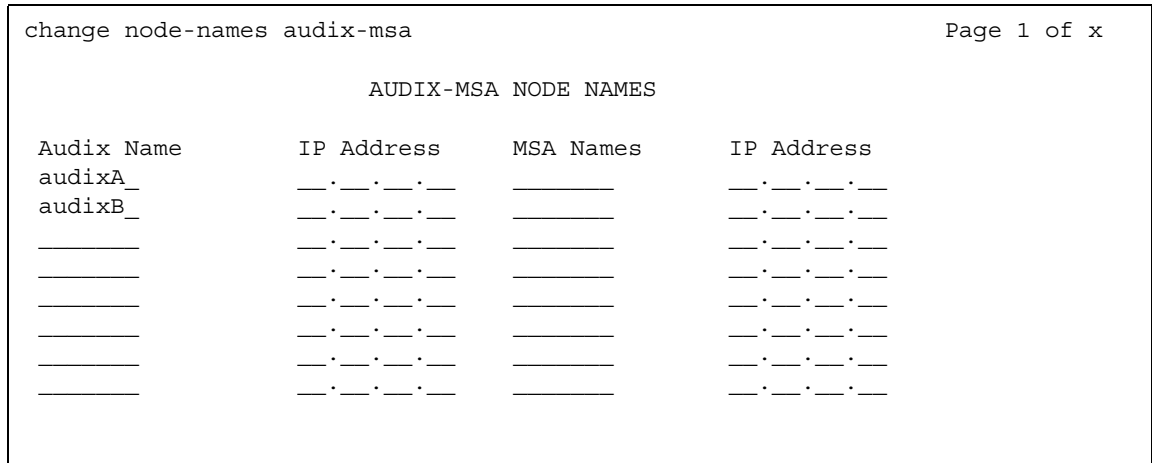 change node-names audix-msa Page 1 of x
AUDIX-MSA NODE NAMES
Audix Name IP Address MSA Names IP Address
audixA_ __.__.__.__ _______ __.__.__.__
audixB_ __.__.__.__ _______ __.__.__.__
_______ __.__.__.__ _______ __.__.__.__
_______ __.__.__.__ _______ __.__.__.__
_______ __.__.__.__ _______ __.__.__.__
_______ __.__.__.__ _______ __.__.__.__
_______ __.__.__.__ _______ __.__.__.__
_______ __.__.__.__ _______ __.__.__.__